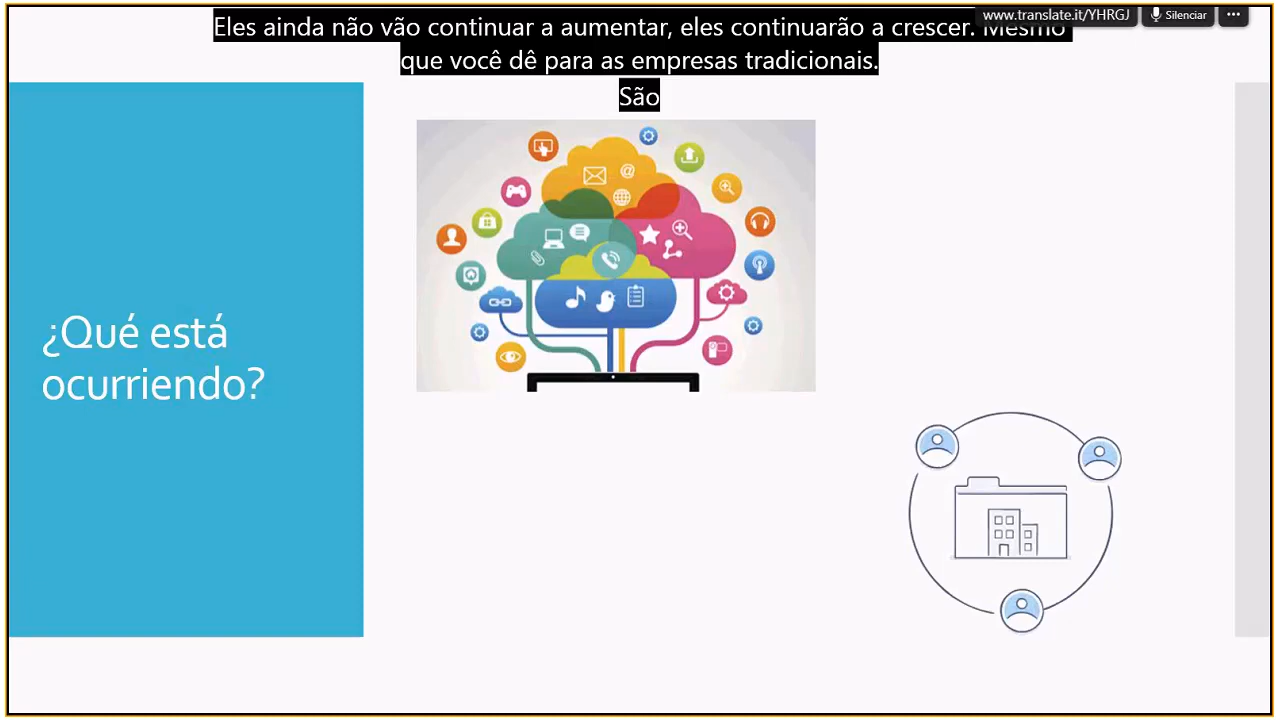 Eles ainda não vão continuar a aumentar, eles continuarão a crescer. Mesmo
que você dê para as empresas tradicionais.
São
www.translate.it/YHRGJ
Silenciar
¿Qué está
ocurriendo?
@